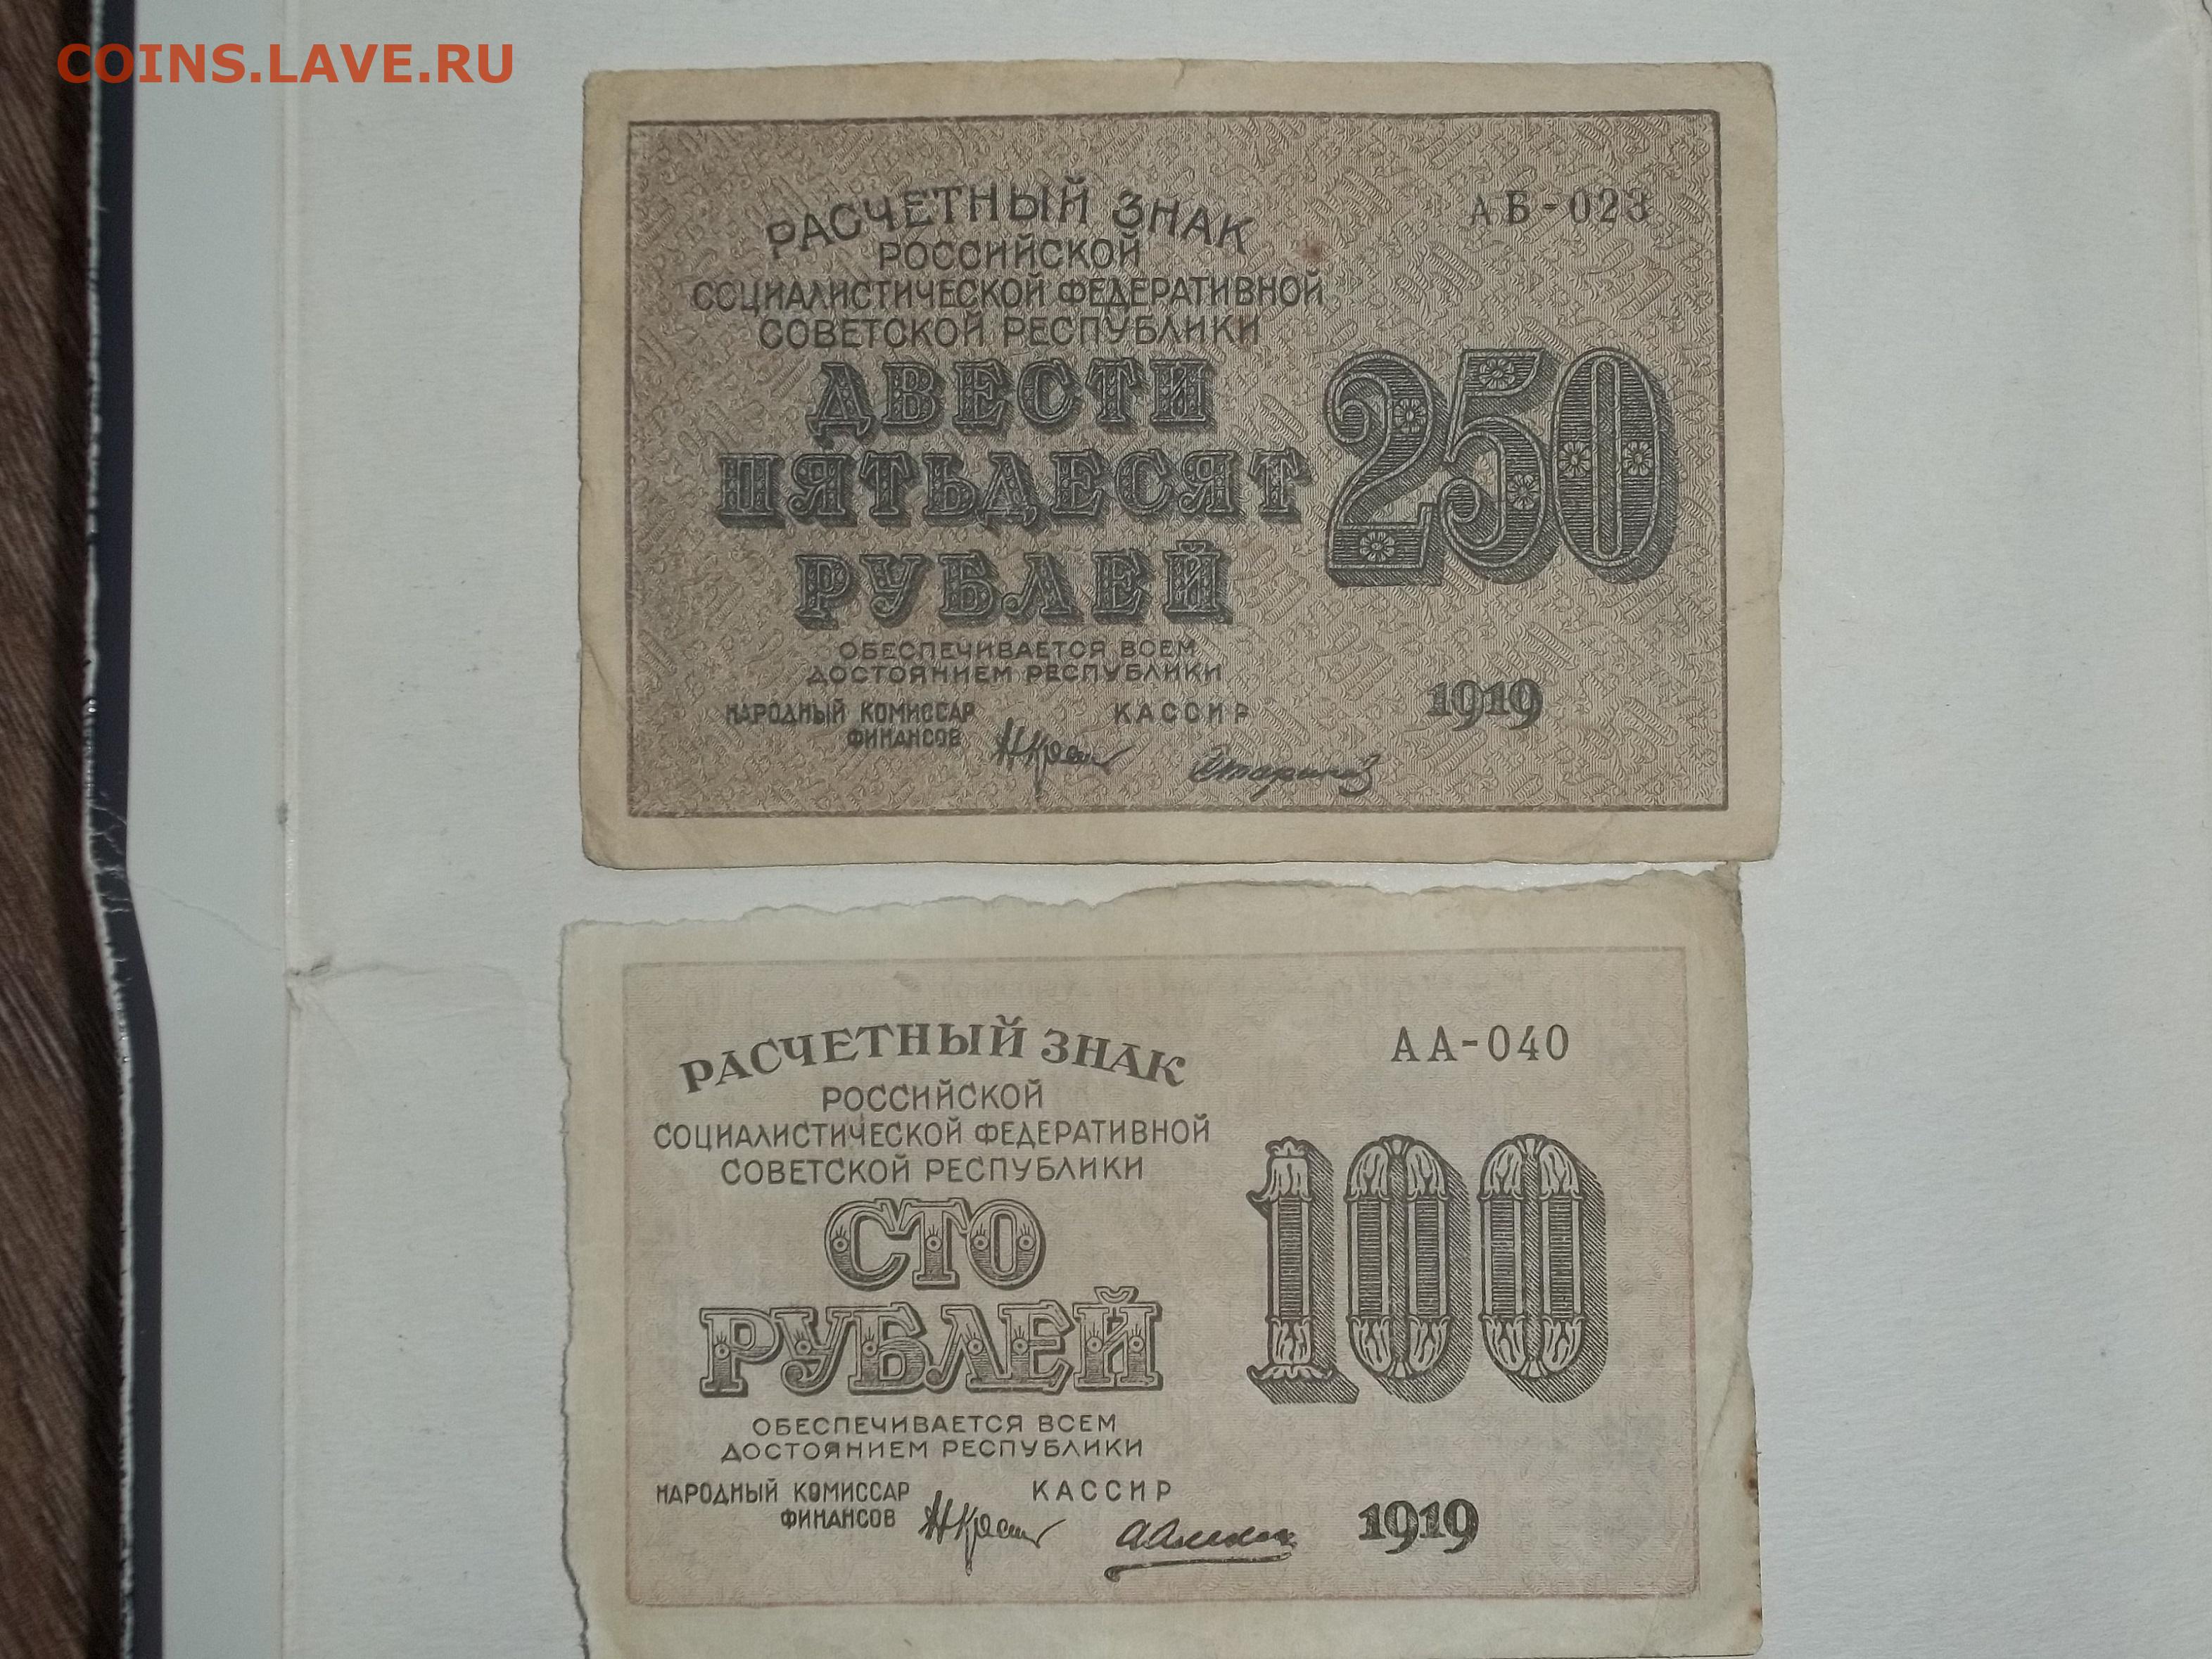 COINS.LAVE.RU
РАСЧЕТНЫЙ ЗНАК
АБ-023
РОССИЙСКОЙ
СОЦИАЛИСТИЧЕСКОЙ ФЕДЕРАТИВНОЙ
СОВЕТСКОЙ РЕСПУБЛИКИ
ДВЕСТИ
ПЯТЬДЕСЯТ
РУБЛЕЙ
250
ОБЕСПЕЧИВАЕТСЯ ВСЕМ
ДОСТОЯНИЕМ РЕСПУБЛИКИ
НАРОДНЫЙ КОМИССАР
ФИНАНСОВ
КАССИР
1919
РАСЧЕТНЫЙ ЗНАК
АА-040
РОССИЙСКОЙ
СОЦИАЛИСТИЧЕСКОЙ ФЕДЕРАТИВНОЙ
СОВЕТСКОЙ РЕСПУБЛИКИ
СТО
РУБЛЕЙ
100
ОБЕСПЕЧИВАЕТСЯ ВСЕМ
ДОСТОЯНИЕМ РЕСПУБЛИКИ
НАРОДНЫЙ КОМИССАР
ФИНАНСОВ
КАССИР
1919